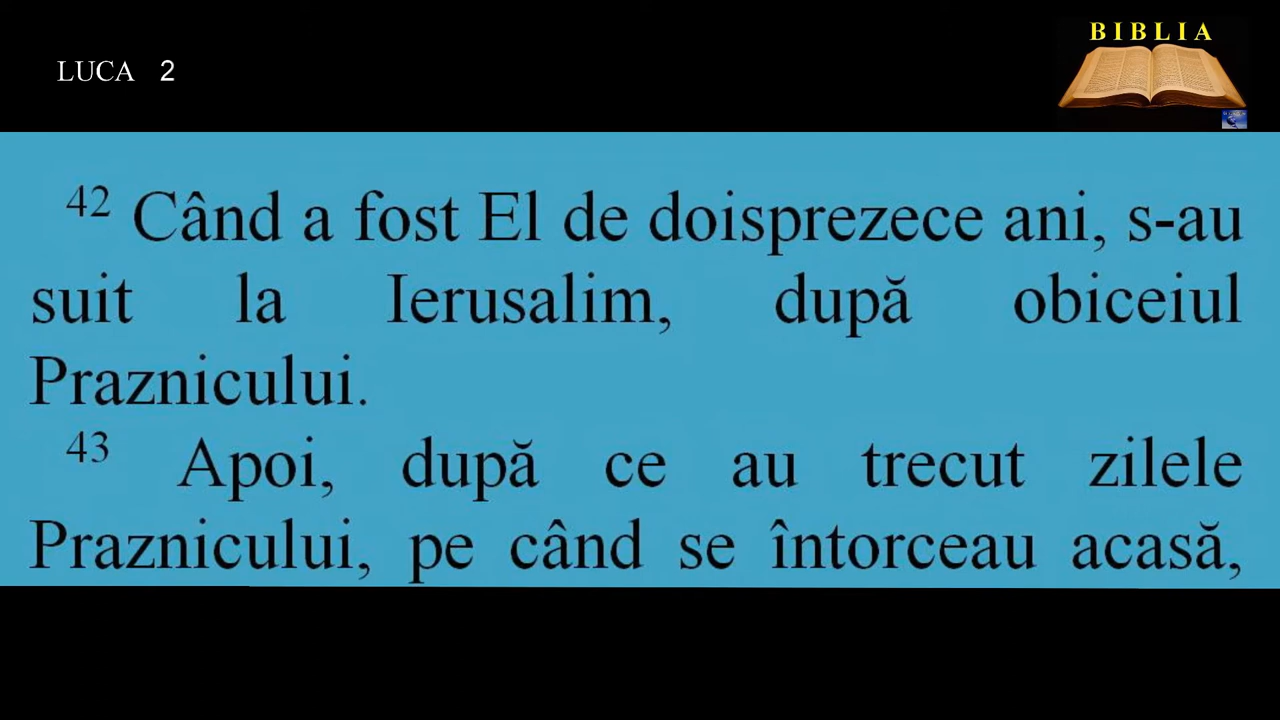 BIBLIA
LUCA 2
42 Când a fost El de doisprezece ani, s-au
suit la Ierusalim, după obiceiul
Praznicului.
43 Apoi, după ce au trecut zilele
Praznicului, pe când se întorceau acasă,